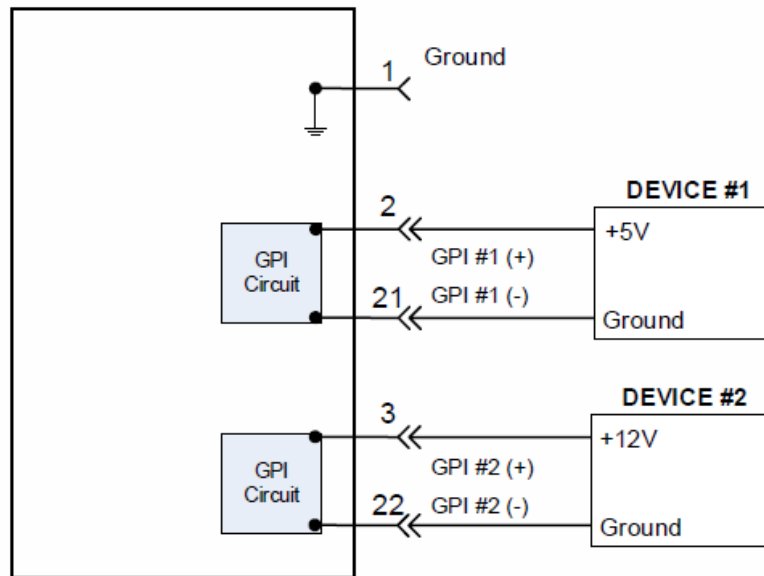 Ground
1
DEVICE #1
2
+5V
GPI
Circuit
GPI #1 (+)
21
GPI #1 (-)
Ground
DEVICE #2
3
+12V
GPI
Circuit
GPI #2 (+)
22
GPI #2 (-)
Ground